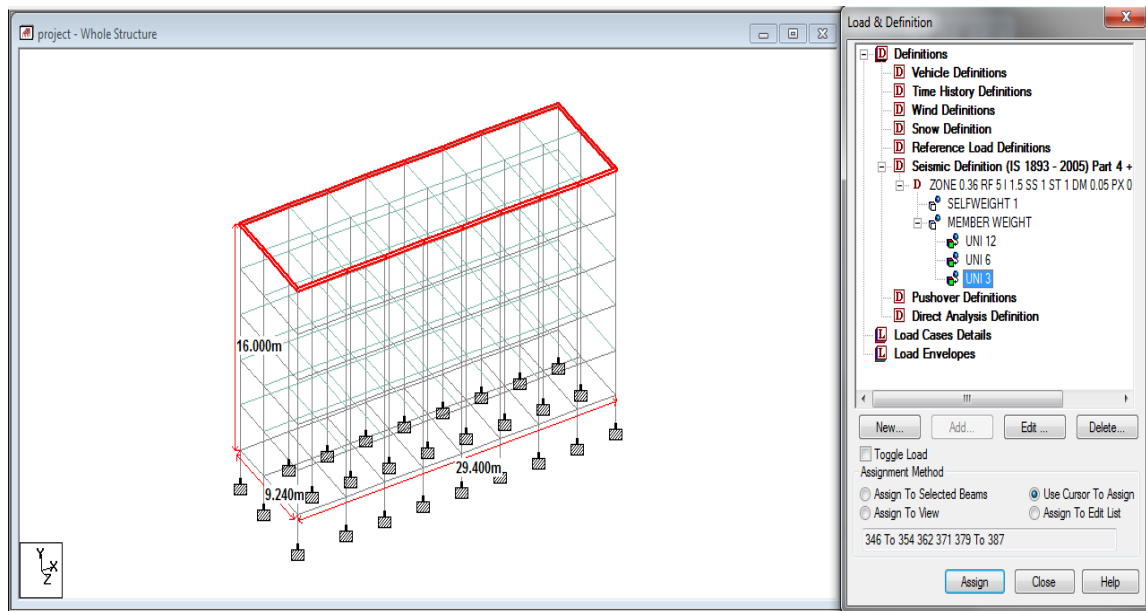 project - Whole Structure
16.000m
9.240m
29.400m
Y
X
Z
Load & Definition
Definitions
Vehicle Definitions
Time History Definitions
Wind Definitions
Snow Definition
Reference Load Definitions
Seismic Definition (IS 1893 - 2005) Part 4 +
ZONE 0.36 RF 5 I 1.5 SS 1 ST 1 DM 0.05 PX 0
SELFWEIGHT 1
MEMBER WEIGHT
UNI 12
UNI 6
UNI 3
Pushover Definitions
Direct Analysis Definition
Load Cases Details
Load Envelopes
New... Add... Edit ... Delete...
Toggle Load
Assignment Method
Assign To Selected Beams Use Cursor To Assign
Assign To View Assign To Edit List
346 To 354 362 371 379 To 387
Assign Close Help